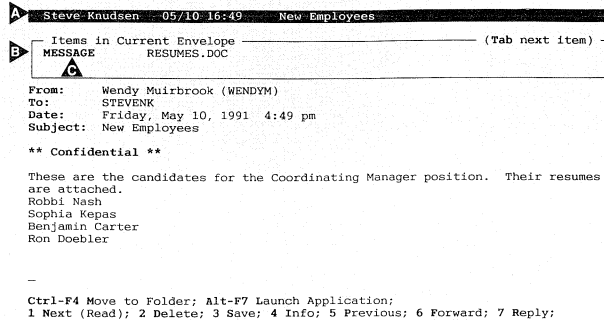 A Steve Knudsen 05/10 16:49 New Employees
Items in Current Envelope (Tab next item)
B MESSAGE RESUMES.DOC
C
From: Wendy Muirbrook (WENDYM)
To: STEVENK
Date: Friday, May 10, 1991 4:49 pm
Subject: New Employees
** Confidential **
These are the candidates for the Coordinating Manager position. Their resumes
are attached.
Robbi Nash
Sophia Kepas
Benjamin Carter
Ron Doebler
_
Ctrl-F4 Move to Folder; Alt-F7 Launch Application;
1 Next (Read); 2 Delete; 3 Save; 4 Info; 5 Previous; 6 Forward; 7 Reply;